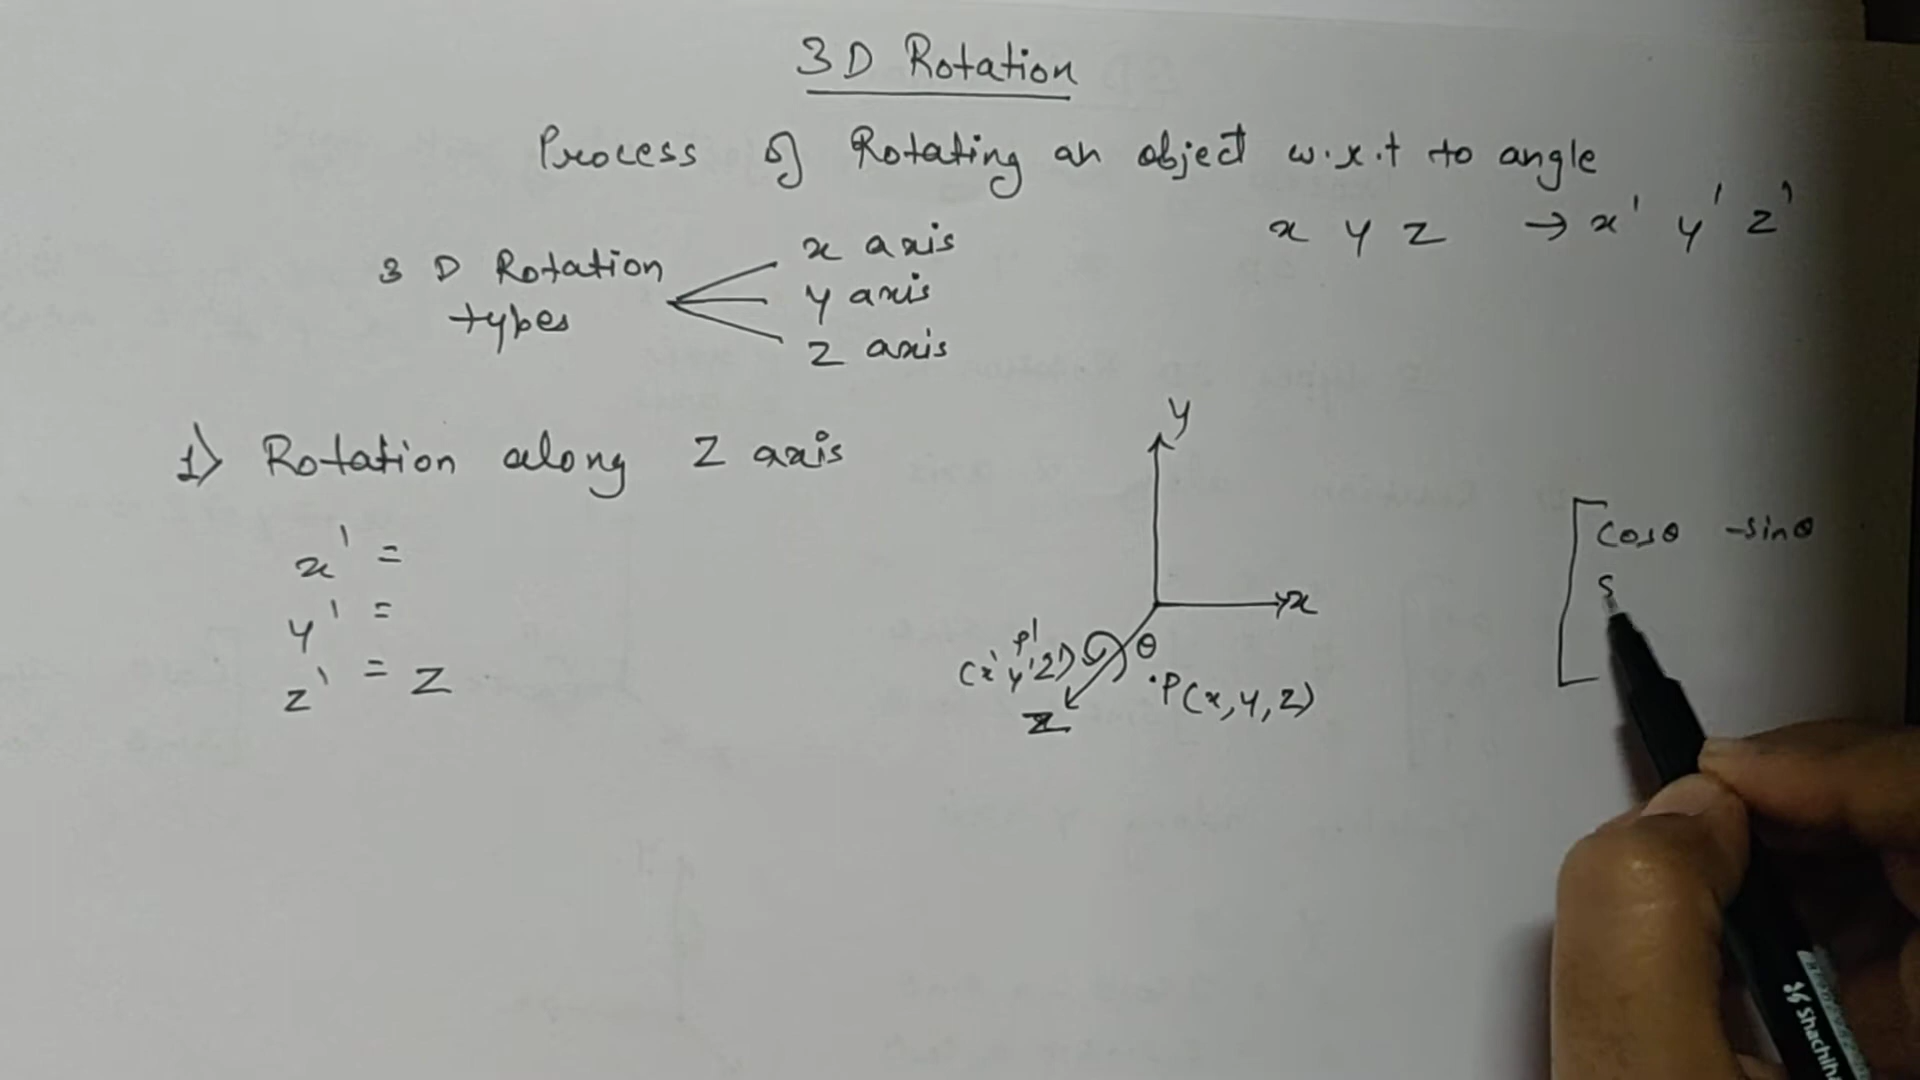 3D Rotation
Process of Rotating an object w.r.t to angle
x y z → x' y' z'
3 D Rotation types
x axis
y axis
z axis
1) Rotation along Z axis
x' =
y' =
z' = z
y
x
θ
P'
(x' y' z')
.P(x, y, z)
Z
Cosθ -Sinθ
S
Shachiha